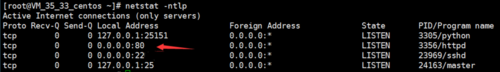 [root@VM_35_33_centos ~]# netstat -ntlp
Active Internet connections (only servers)
Proto Recv-Q Send-Q Local Address Foreign Address State PID/Program name
tcp 0 0 127.0.0.1:25151 0.0.0.0:* LISTEN 3305/python
tcp 0 0 0.0.0.0:80 0.0.0.0:* LISTEN 3356/httpd
tcp 0 0 0.0.0.0:22 0.0.0.0:* LISTEN 23969/sshd
tcp 0 0 127.0.0.1:25 0.0.0.0:* LISTEN 24163/master